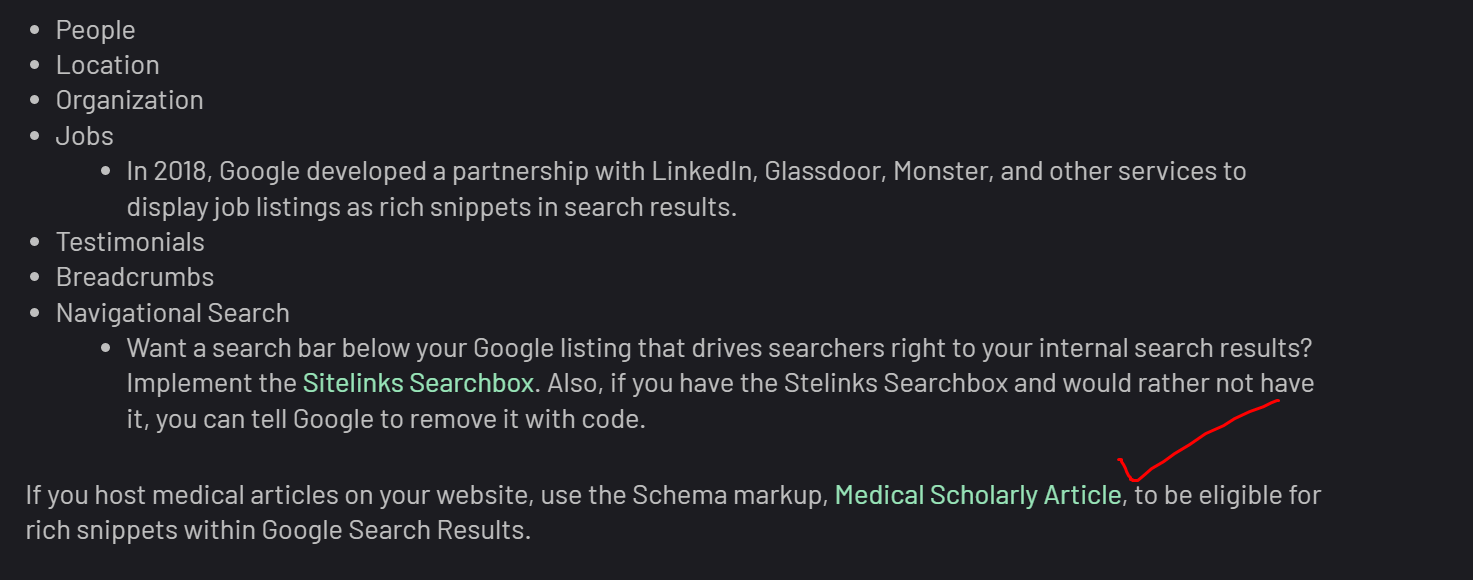 People
Location
Organization
Jobs
In 2018, Google developed a partnership with LinkedIn, Glassdoor, Monster, and other services to
display job listings as rich snippets in search results.
Testimonials
Breadcrumbs
Navigational Search
Want a search bar below your Google listing that drives searchers right to your internal search results?
Implement the Sitelinks Searchbox. Also, if you have the Stelinks Searchbox and would rather not have
it, you can tell Google to remove it with code.
If you host medical articles on your website, use the Schema markup, Medical Scholarly Article, to be eligible for
rich snippets within Google Search Results.